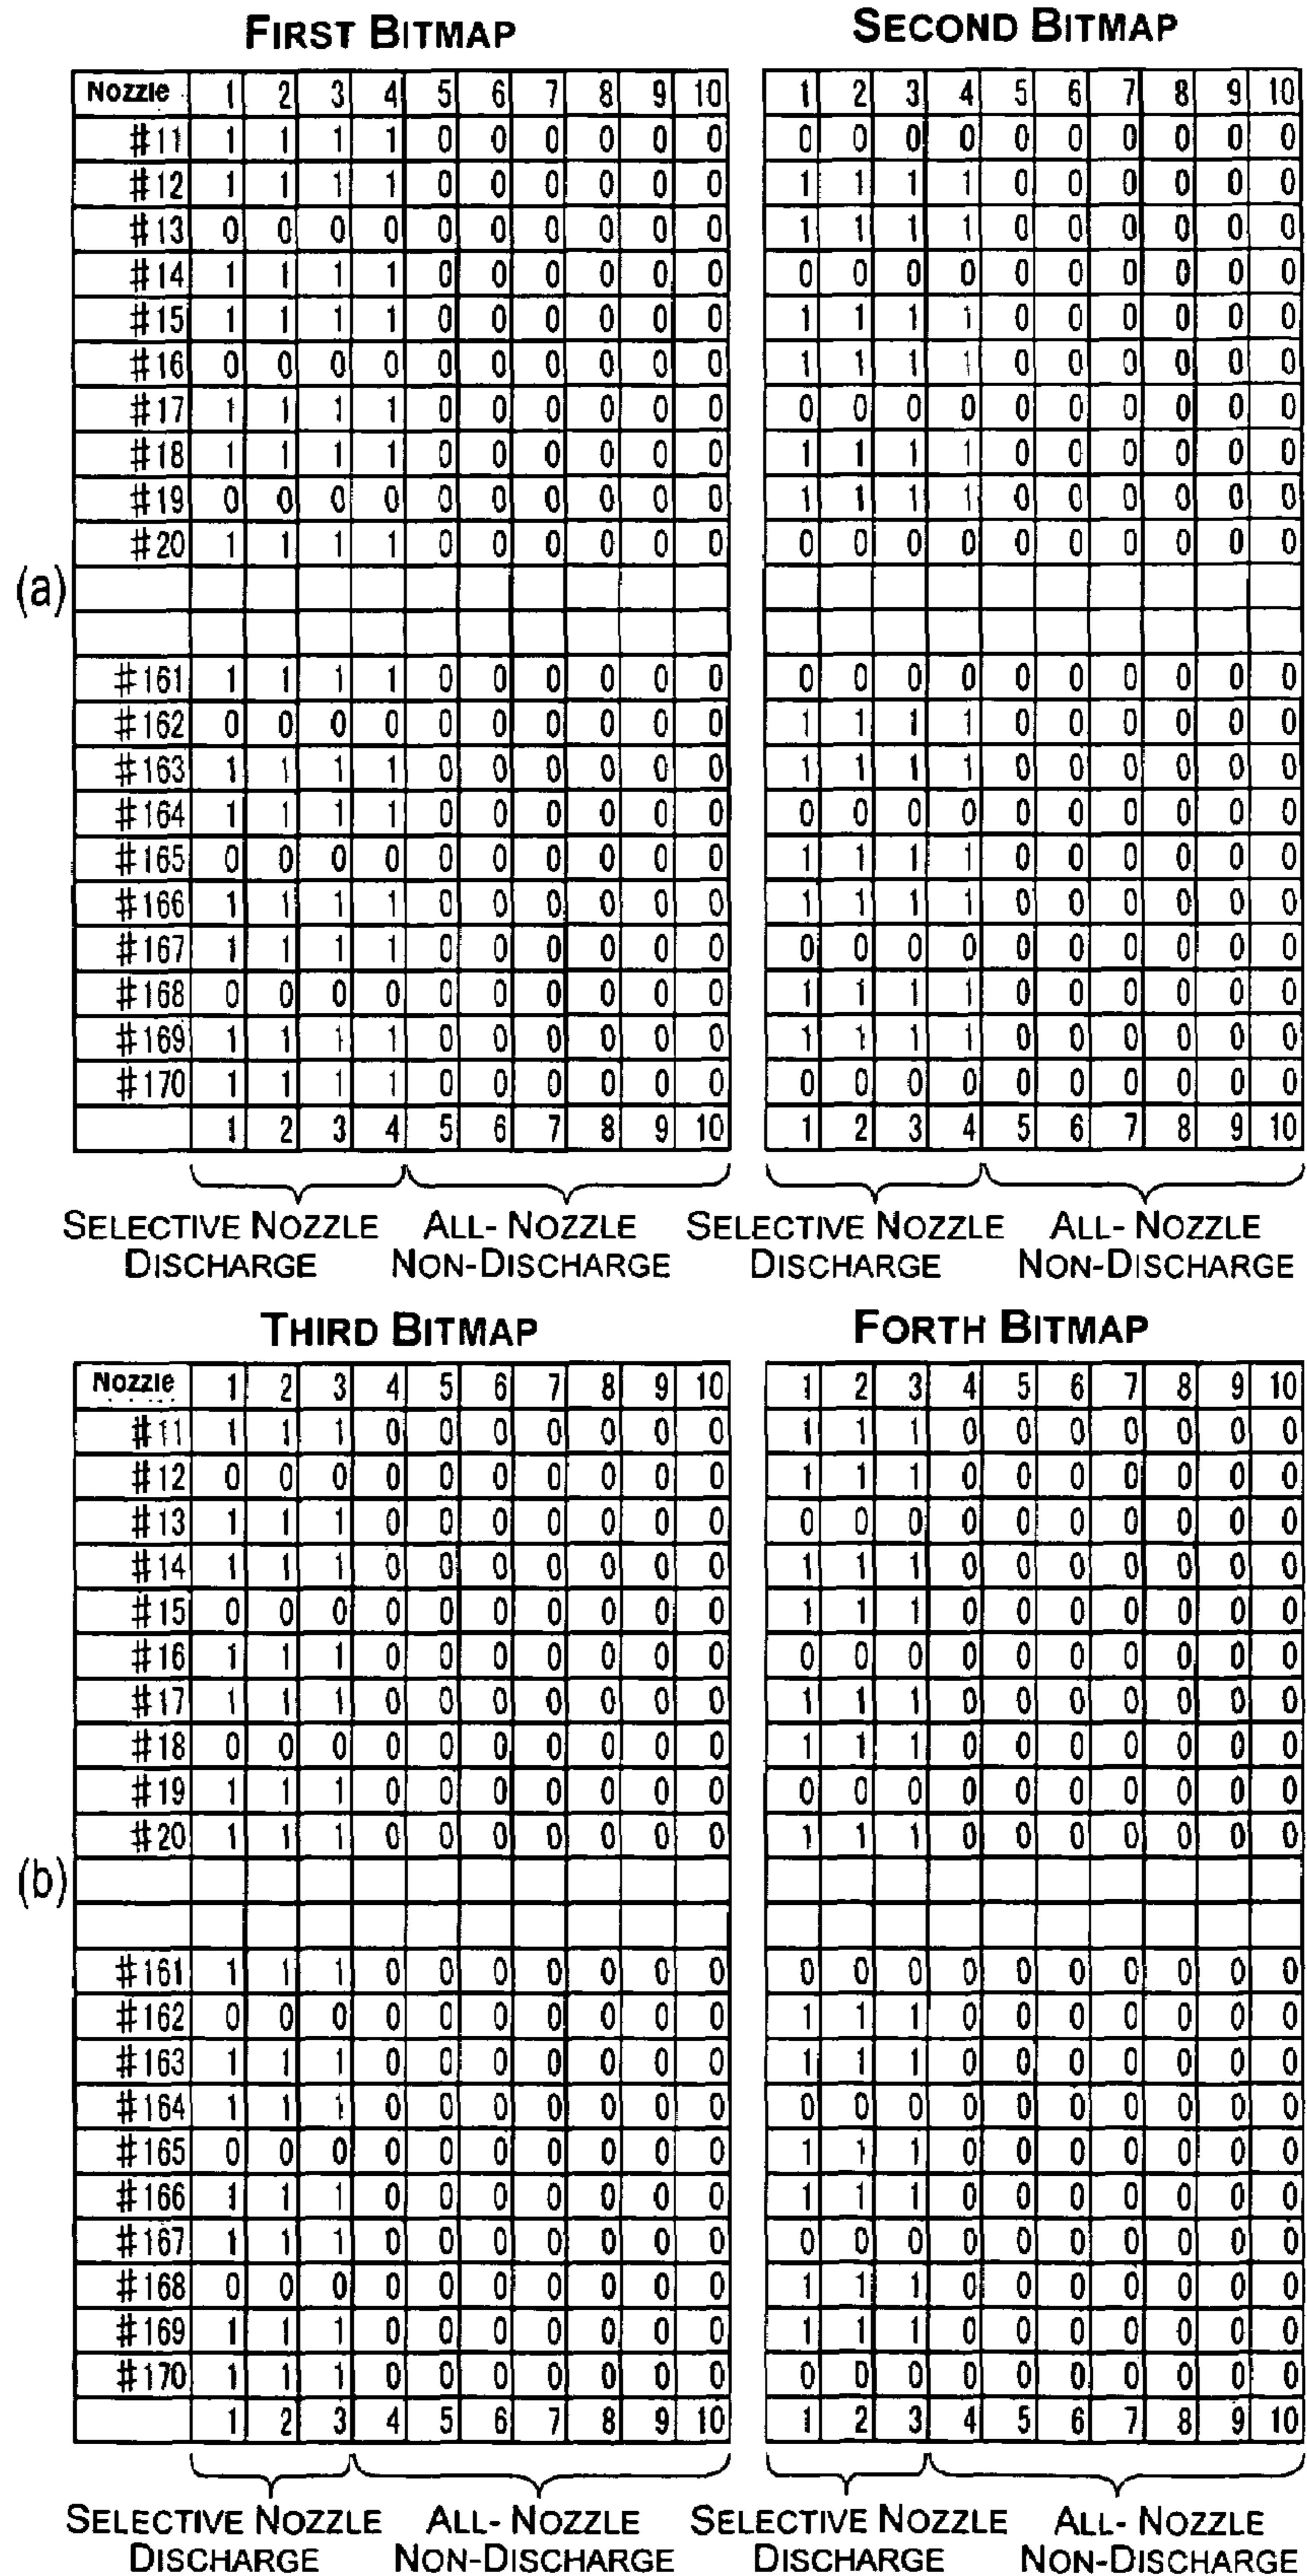 FIRST BITMAP SECOND BITMAP
Nozzle 1 2 3 4 5 6 7 8 9 10 1 2 3 4 5 6 7 8 9 10
#11 1 1 1 1 0 0 0 0 0 0 0 0 0 0 0 0 0 0 0 0
#12 1 1 1 1 0 0 0 0 0 0 1 1 1 1 0 0 0 0 0 0
#13 0 0 0 0 0 0 0 0 0 0 1 1 1 1 0 0 0 0 0 0
#14 1 1 1 1 0 0 0 0 0 0 0 0 0 0 0 0 0 0 0 0
#15 1 1 1 1 0 0 0 0 0 0 1 1 1 1 0 0 0 0 0 0
#16 0 0 0 0 0 0 0 0 0 0 1 1 1 1 0 0 0 0 0 0
#17 1 1 1 1 0 0 0 0 0 0 0 0 0 0 0 0 0 0 0 0
#18 1 1 1 1 0 0 0 0 0 0 1 1 1 1 0 0 0 0 0 0
#19 0 0 0 0 0 0 0 0 0 0 1 1 1 1 0 0 0 0 0 0
#20 1 1 1 1 0 0 0 0 0 0 0 0 0 0 0 0 0 0 0 0
(a)
#161 1 1 1 1 0 0 0 0 0 0 0 0 0 0 0 0 0 0 0 0
#162 0 0 0 0 0 0 0 0 0 0 1 1 1 1 0 0 0 0 0 0
#163 1 1 1 1 0 0 0 0 0 0 1 1 1 1 0 0 0 0 0 0
#164 1 1 1 1 0 0 0 0 0 0 0 0 0 0 0 0 0 0 0 0
#165 0 0 0 0 0 0 0 0 0 0 1 1 1 1 0 0 0 0 0 0
#166 1 1 1 1 0 0 0 0 0 0 1 1 1 1 0 0 0 0 0 0
#167 1 1 1 1 0 0 0 0 0 0 0 0 0 0 0 0 0 0 0 0
#168 0 0 0 0 0 0 0 0 0 0 1 1 1 1 0 0 0 0 0 0
#169 1 1 1 1 0 0 0 0 0 0 1 1 1 1 0 0 0 0 0 0
#170 1 1 1 1 0 0 0 0 0 0 0 0 0 0 0 0 0 0 0 0
1 2 3 4 5 6 7 8 9 10 1 2 3 4 5 6 7 8 9 10
SELECTIVE NOZZLE ALL- NOZZLE SELECTIVE NOZZLE ALL- NOZZLE
DISCHARGE NON-DISCHARGE DISCHARGE NON-DISCHARGE
THIRD BITMAP FORTH BITMAP
Nozzle 1 2 3 4 5 6 7 8 9 10 1 2 3 4 5 6 7 8 9 10
#11 1 1 1 0 0 0 0 0 0 0 1 1 1 0 0 0 0 0 0 0
#12 0 0 0 0 0 0 0 0 0 0 1 1 1 0 0 0 0 0 0 0
#13 1 1 1 0 0 0 0 0 0 0 0 0 0 0 0 0 0 0 0 0
#14 1 1 1 0 0 0 0 0 0 0 1 1 1 0 0 0 0 0 0 0
#15 0 0 0 0 0 0 0 0 0 0 1 1 1 0 0 0 0 0 0 0
#16 1 1 1 0 0 0 0 0 0 0 0 0 0 0 0 0 0 0 0 0
#17 1 1 1 0 0 0 0 0 0 0 1 1 1 0 0 0 0 0 0 0
#18 0 0 0 0 0 0 0 0 0 0 1 1 1 0 0 0 0 0 0 0
#19 1 1 1 0 0 0 0 0 0 0 0 0 0 0 0 0 0 0 0 0
#20 1 1 1 0 0 0 0 0 0 0 1 1 1 0 0 0 0 0 0 0
(b)
#161 1 1 1 0 0 0 0 0 0 0 0 0 0 0 0 0 0 0 0 0
#162 0 0 0 0 0 0 0 0 0 0 1 1 1 0 0 0 0 0 0 0
#163 1 1 1 0 0 0 0 0 0 0 1 1 1 0 0 0 0 0 0 0
#164 1 1 1 0 0 0 0 0 0 0 0 0 0 0 0 0 0 0 0 0
#165 0 0 0 0 0 0 0 0 0 0 1 1 1 0 0 0 0 0 0 0
#166 1 1 1 0 0 0 0 0 0 0 1 1 1 0 0 0 0 0 0 0
#167 1 1 1 0 0 0 0 0 0 0 0 0 0 0 0 0 0 0 0 0
#168 0 0 0 0 0 0 0 0 0 0 1 1 1 0 0 0 0 0 0 0
#169 1 1 1 0 0 0 0 0 0 0 1 1 1 0 0 0 0 0 0 0
#170 1 1 1 0 0 0 0 0 0 0 0 0 0 0 0 0 0 0 0 0
1 2 3 4 5 6 7 8 9 10 1 2 3 4 5 6 7 8 9 10
SELECTIVE NOZZLE ALL- NOZZLE SELECTIVE NOZZLE ALL- NOZZLE
DISCHARGE NON-DISCHARGE DISCHARGE NON-DISCHARGE